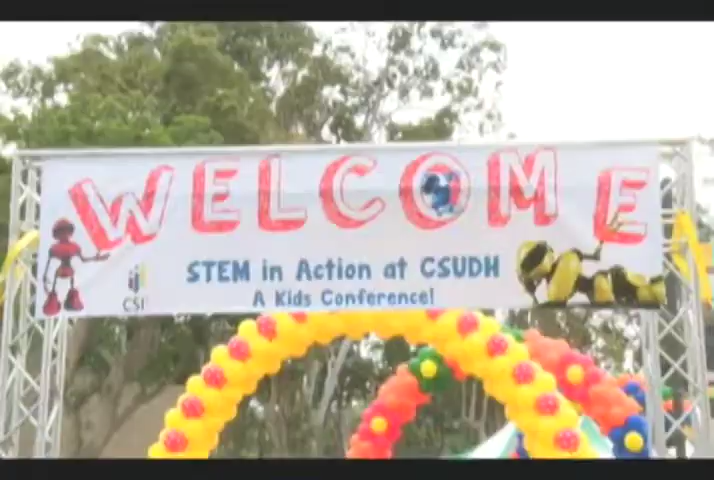 WELCOME
STEM in Action at CSUDH
A Kids Conference!
CSI